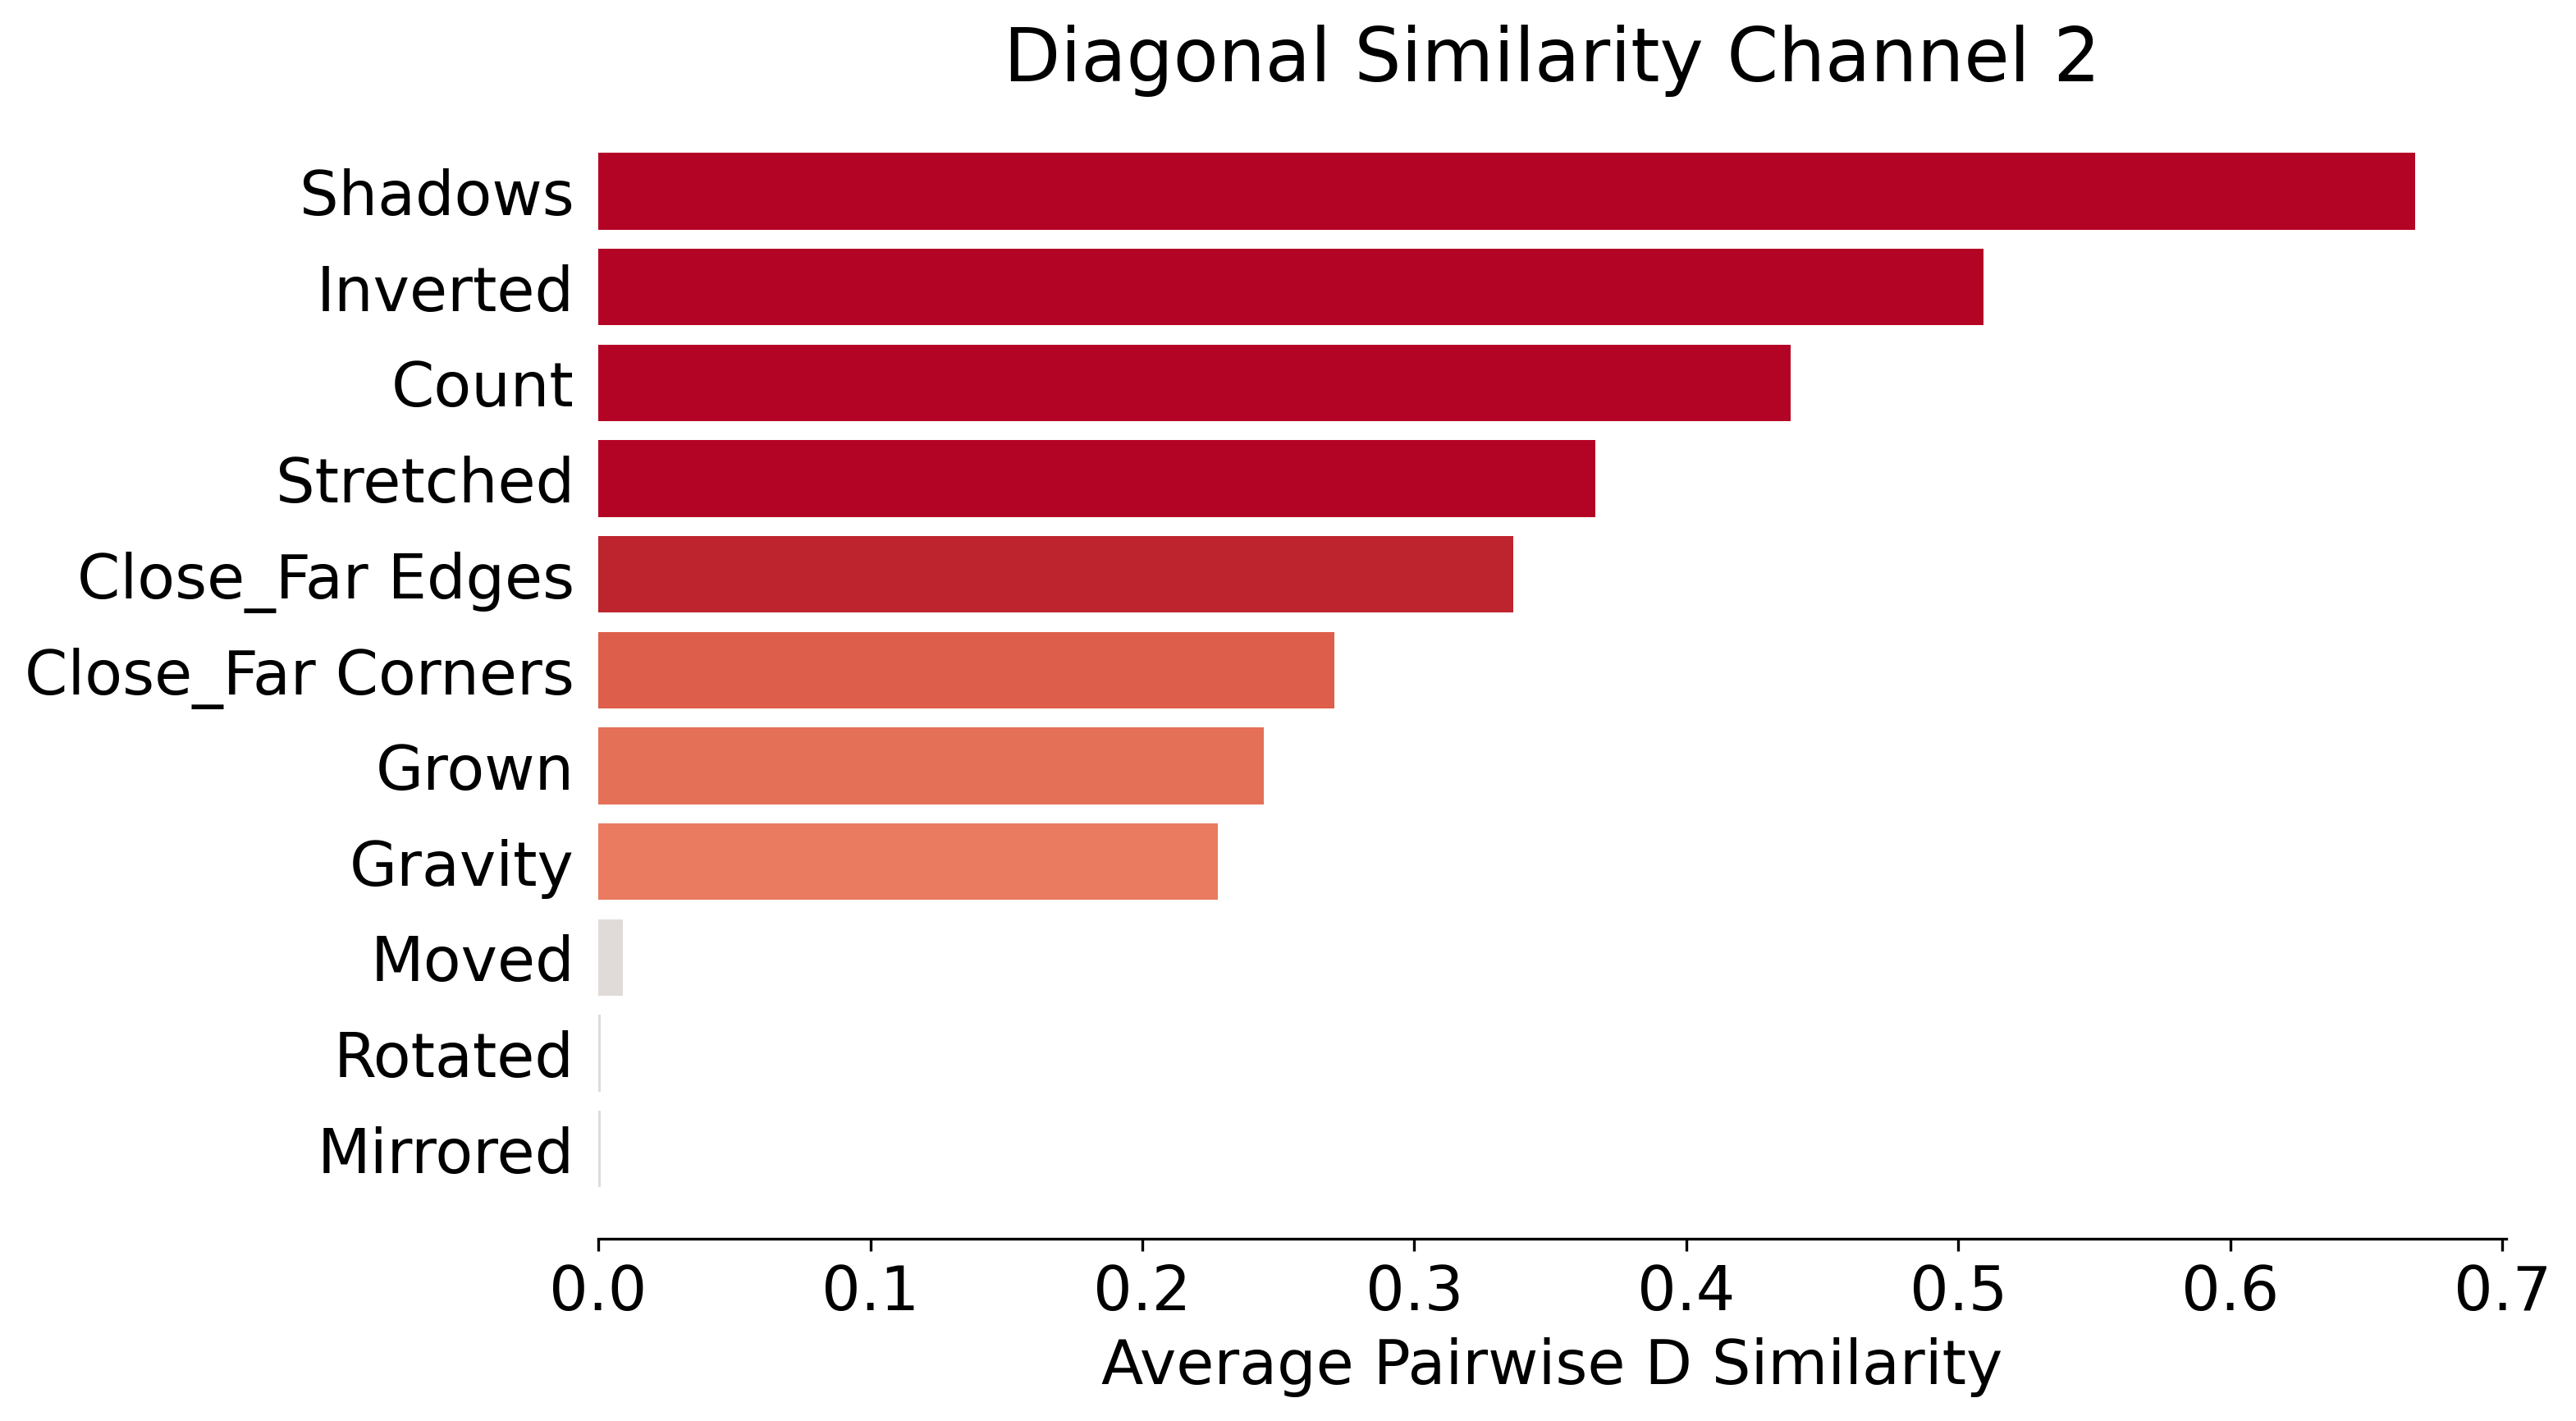 Diagonal Similarity Channel 2
Shadows
Inverted
Count
Stretched
Close_Far Edges
Close_Far Corners
Grown
Gravity
Moved
Rotated
Mirrored
0.0 0.1 0.2 0.3 0.4 0.5 0.6 0.7
Average Pairwise D Similarity